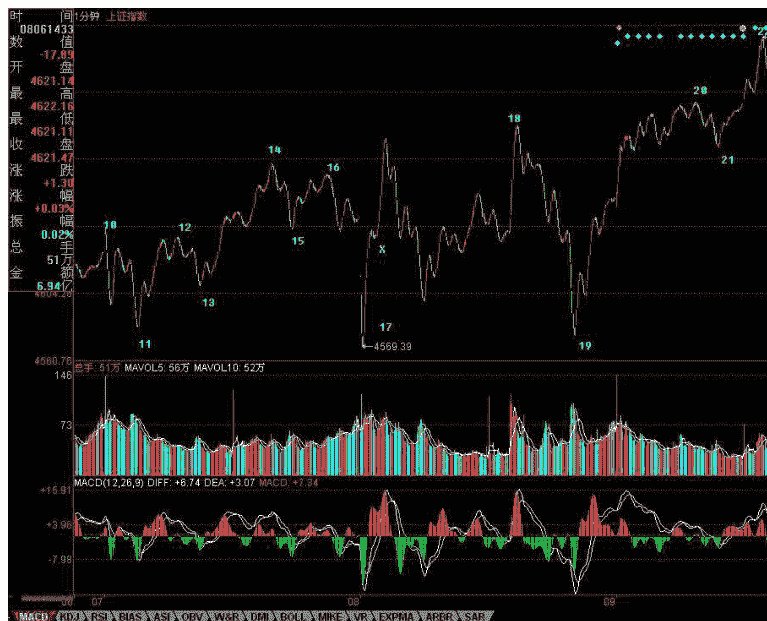 时 间 1分钟 上证指数
08061433
数 值
-17.89
开 盘
4621.14
最 高
4622.16
最 低
4621.11
收 盘
4621.47
涨 跌
+1.30
涨 幅
+0.03%
振 幅
0.02%
总 手
51万
金 额
6.94亿
4604.28
4560.76
10
11
12
13
14
15
16
X
17
←4569.39
18
19
20
21
总手: 51万 MAVOL5: 56万 MAVOL10: 52万
146
73
MACD(12,26,9) DIFF: +6.74 DEA: +3.07 MACD: +7.34
+16.91
+3.96
-7.98
07 08 09
MACD KDJ RSI BIAS ASI OBV W&R DMI BOLL MIKE VR EXPMA ARBR SAR